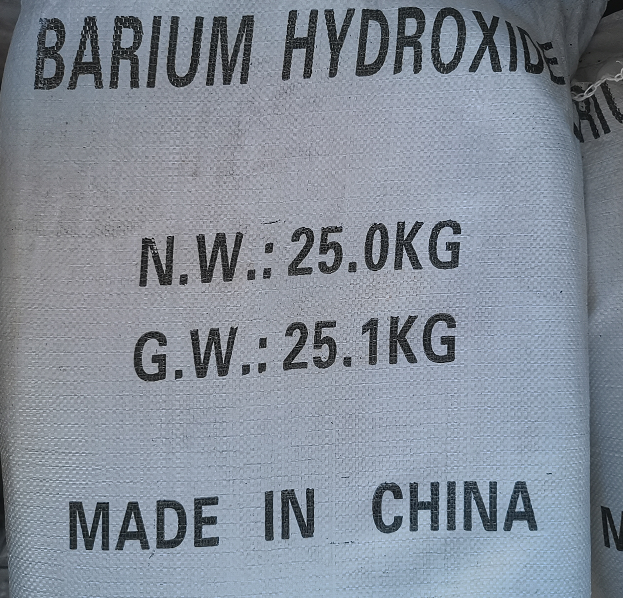 BARIUM HYDROXIDE
N.W.: 25.0KG
G.W.: 25.1KG
MADE IN CHINA